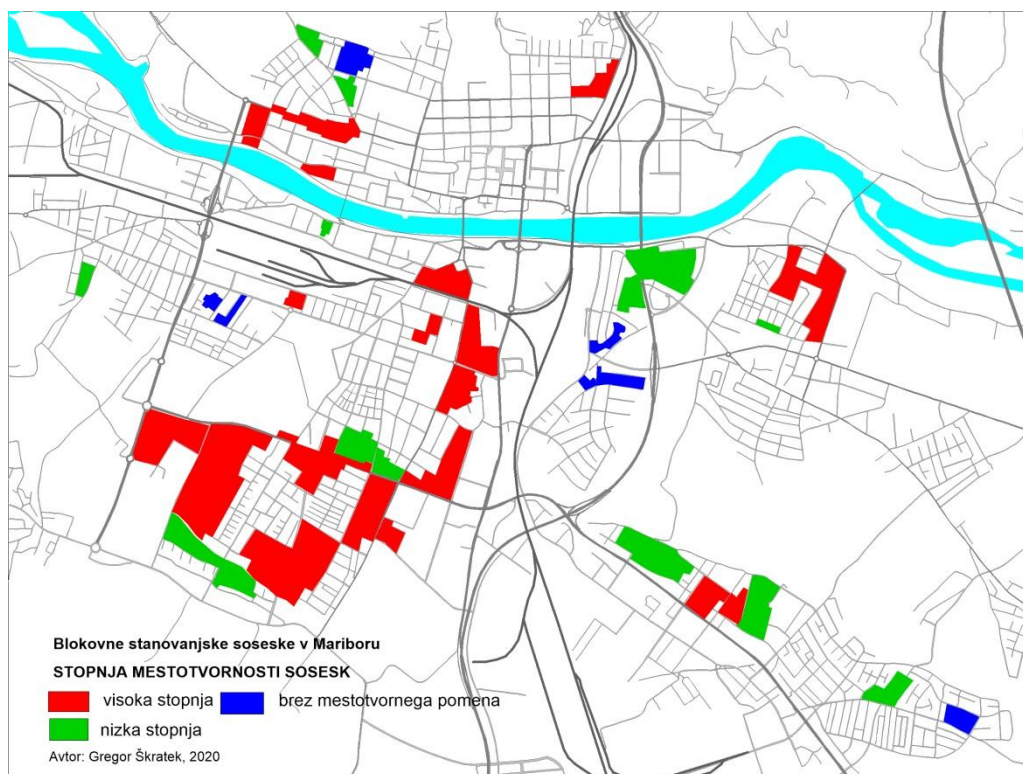 Blokovne stanovanjske soseske v Mariboru
STOPNJA MESTOTVORNOSTI SOSESK
visoka stopnja brez mestotvornega pomena
nizka stopnja
Avtor: Gregor Škratek, 2020